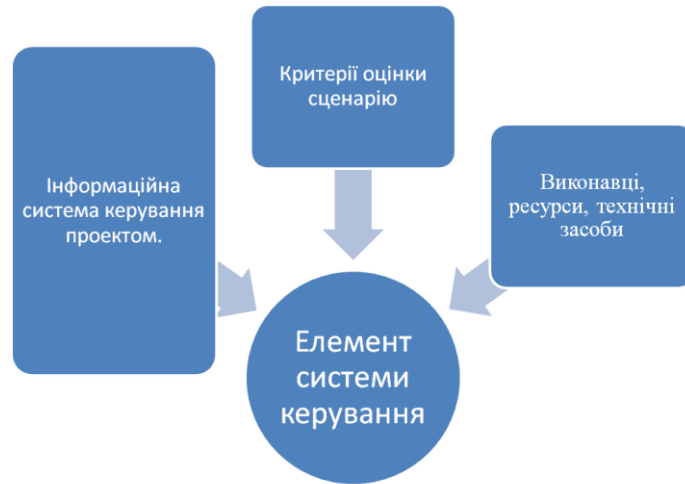 Критерії оцінки
сценарію
Інформаційна
система керування
проектом.
Виконавці,
ресурси, технічні
засоби
Елемент
системи
керування